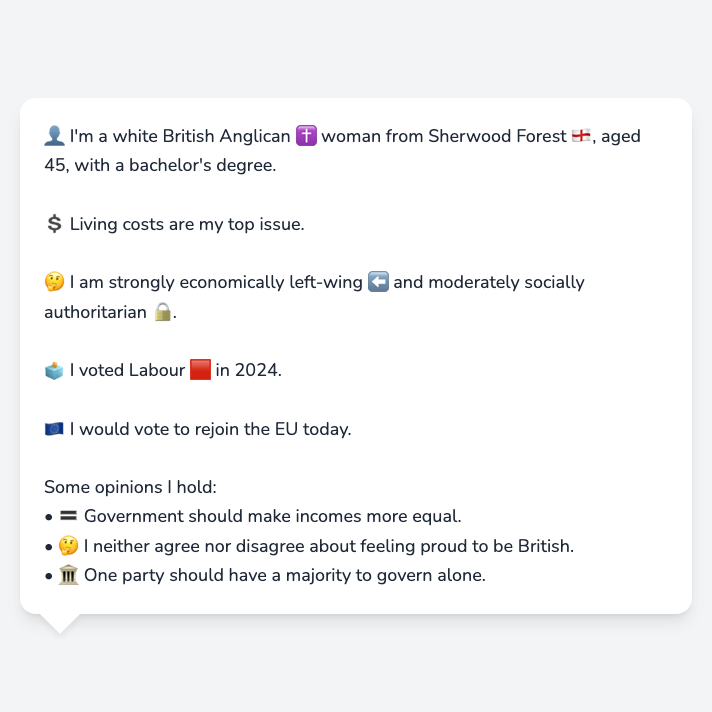 👤 I'm a white British Anglican ✝️ woman from Sherwood Forest 🏴󠁧󠁢󠁥󠁮󠁧󠁿, aged
45, with a bachelor's degree.
💲 Living costs are my top issue.
🤔 I am strongly economically left-wing ⬅️ and moderately socially
authoritarian 🔒.
🗳️ I voted Labour 🟥 in 2024.
🇪🇺 I would vote to rejoin the EU today.
Some opinions I hold:
• 🟰 Government should make incomes more equal.
• 🤔 I neither agree nor disagree about feeling proud to be British.
• 🏛️ One party should have a majority to govern alone.